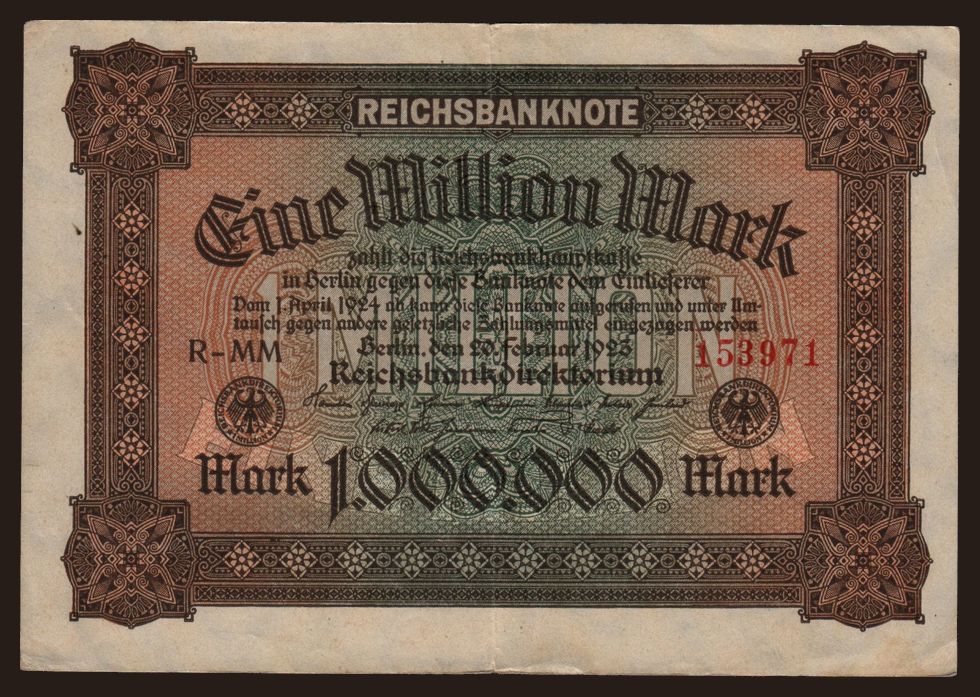 REICHSBANKNOTE
Eine Million Mark
zahlt die Reichsbankhauptkasse
in Berlin gegen diese Banknote dem Einlieferer
Vom 1. April 1924 ab kann diese Banknote aufgerufen und unter Um-
tausch gegen andere gesetzliche Zahlungsmittel eingezogen werden
R-MM
Berlin, den 20. Februar 1923
153971
Reichsbankdirektorium
Mark 1.000.000 Mark